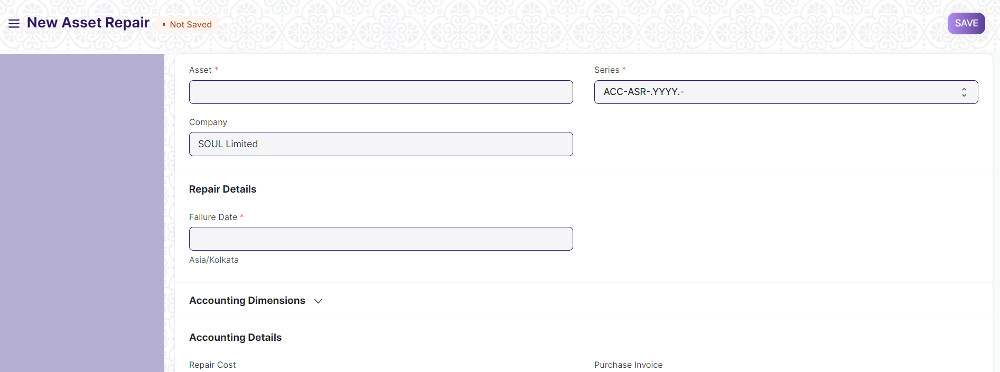 New Asset Repair
• Not Saved
SAVE
Asset *
Series *
ACC-ASR-.YYYY.-
Company
SOUL Limited
Repair Details
Failure Date *
Asia/Kolkata
Accounting Dimensions
Accounting Details
Repair Cost
Purchase Invoice